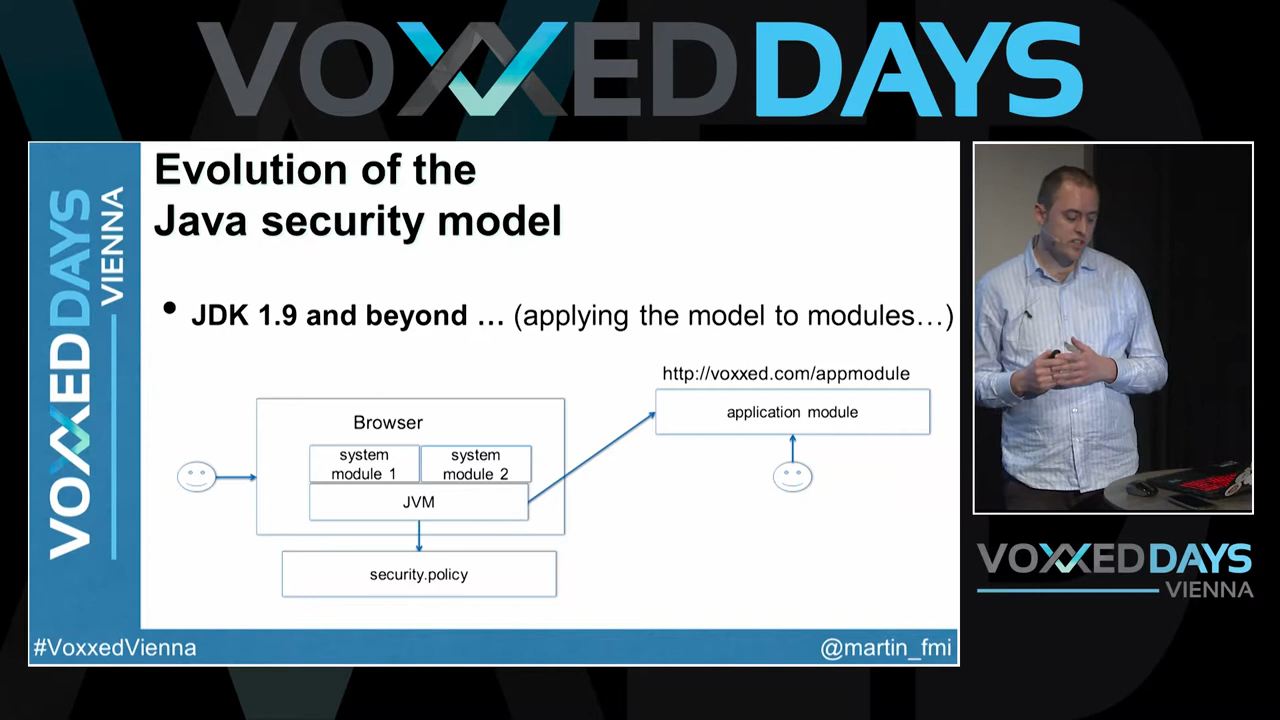 VOXXED DAYS
VOXXEDDAYS
VIENNA
Evolution of the
Java security model
• JDK 1.9 and beyond … (applying the model to modules…)
http://voxxed.com/appmodule
application module
Browser
system
module 1
system
module 2
JVM
security.policy
#VoxxedVienna
@martin_fmi
VOXXEDDAYS
VIENNA